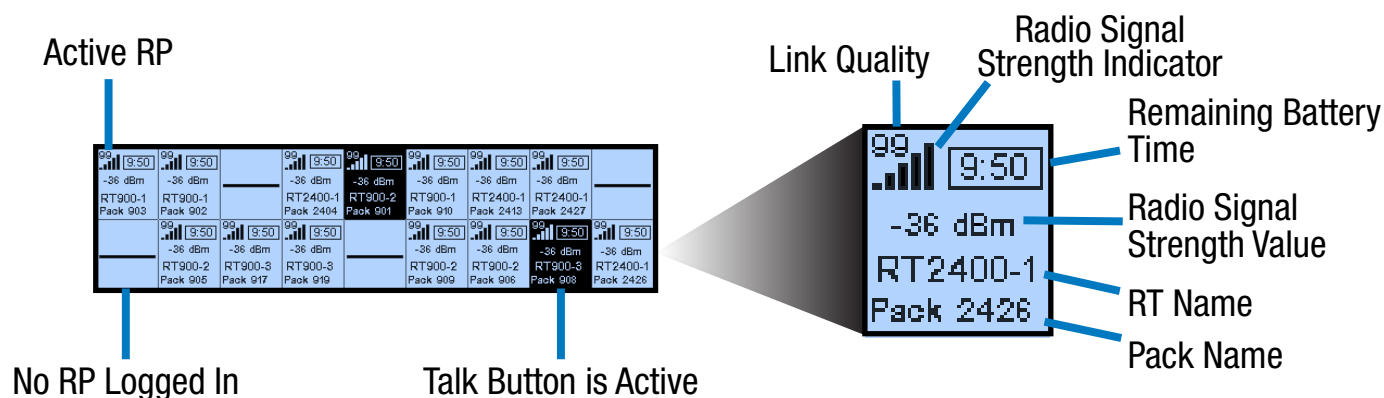 Active RP
Link Quality
Radio Signal
Strength Indicator
Remaining Battery
Time
Radio Signal
Strength Value
RT Name
Pack Name
No RP Logged In
Talk Button is Active
99 9:50 99 9:50 99 9:50 99 9:50 99 9:50 99 9:50 99 9:50
-36 dBm -36 dBm -36 dBm -36 dBm -36 dBm -36 dBm -36 dBm
RT900-1 RT900-1 RT2400-1 RT900-2 RT900-1 RT2400-1 RT2400-1
Pack 903 Pack 902 Pack 2404 Pack 901 Pack 910 Pack 2413 Pack 2427
99 9:50 99 9:50 99 9:50 99 9:50 99 9:50 99 9:50 99 9:50
-36 dBm -36 dBm -36 dBm -36 dBm -36 dBm -36 dBm -36 dBm
RT900-2 RT900-3 RT900-3 RT900-2 RT900-2 RT900-3 RT2400-1
Pack 905 Pack 917 Pack 919 Pack 909 Pack 906 Pack 908 Pack 2426
99 9:50
-36 dBm
RT2400-1
Pack 2426